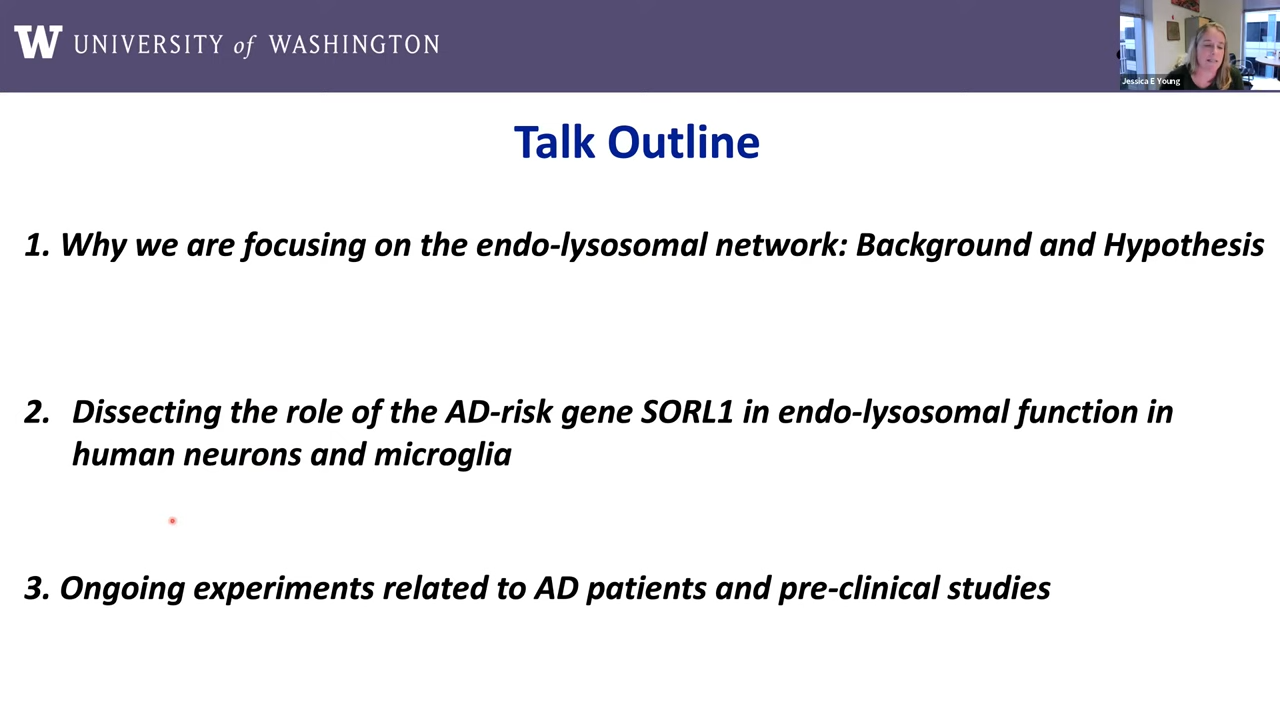 W UNIVERSITY of WASHINGTON
Jessica E Young
Talk Outline
1. Why we are focusing on the endo-lysosomal network: Background and Hypothesis
2. Dissecting the role of the AD-risk gene SORL1 in endo-lysosomal function in
human neurons and microglia
3. Ongoing experiments related to AD patients and pre-clinical studies